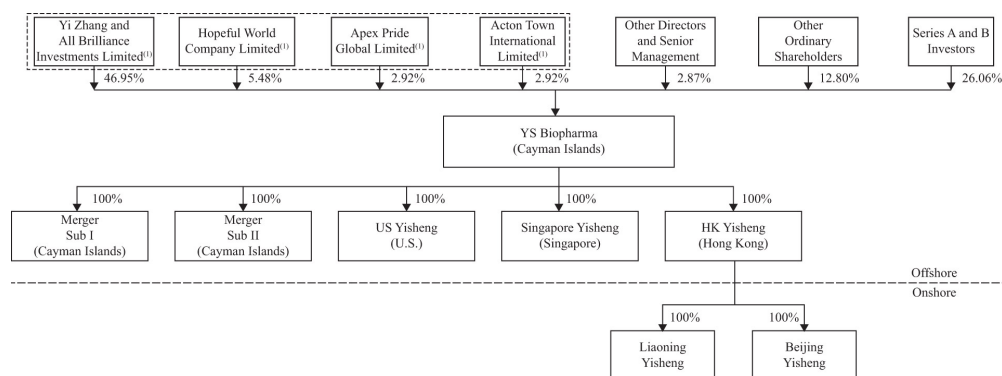 Yi Zhang and
All Brilliance
Investments Limited(1)
Hopeful World
Company Limited(1)
Apex Pride
Global Limited(1)
Acton Town
International
Limited(1)
Other Directors
and Senior
Management
Other
Ordinary
Shareholders
Series A and B
Investors
46.95%
5.48%
2.92%
2.92%
2.87%
12.80%
26.06%
YS Biopharma
(Cayman Islands)
100%
100%
100%
100%
100%
Merger
Sub I
(Cayman Islands)
Merger
Sub II
(Cayman Islands)
US Yisheng
(U.S.)
Singapore Yisheng
(Singapore)
HK Yisheng
(Hong Kong)
Offshore
Onshore
100%
100%
Liaoning
Yisheng
Beijing
Yisheng